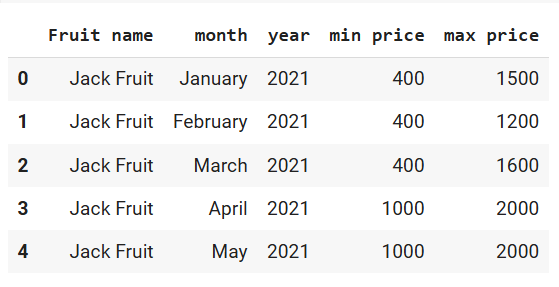 Fruit name month year min price max price
0 Jack Fruit January 2021 400 1500
1 Jack Fruit February 2021 400 1200
2 Jack Fruit March 2021 400 1600
3 Jack Fruit April 2021 1000 2000
4 Jack Fruit May 2021 1000 2000